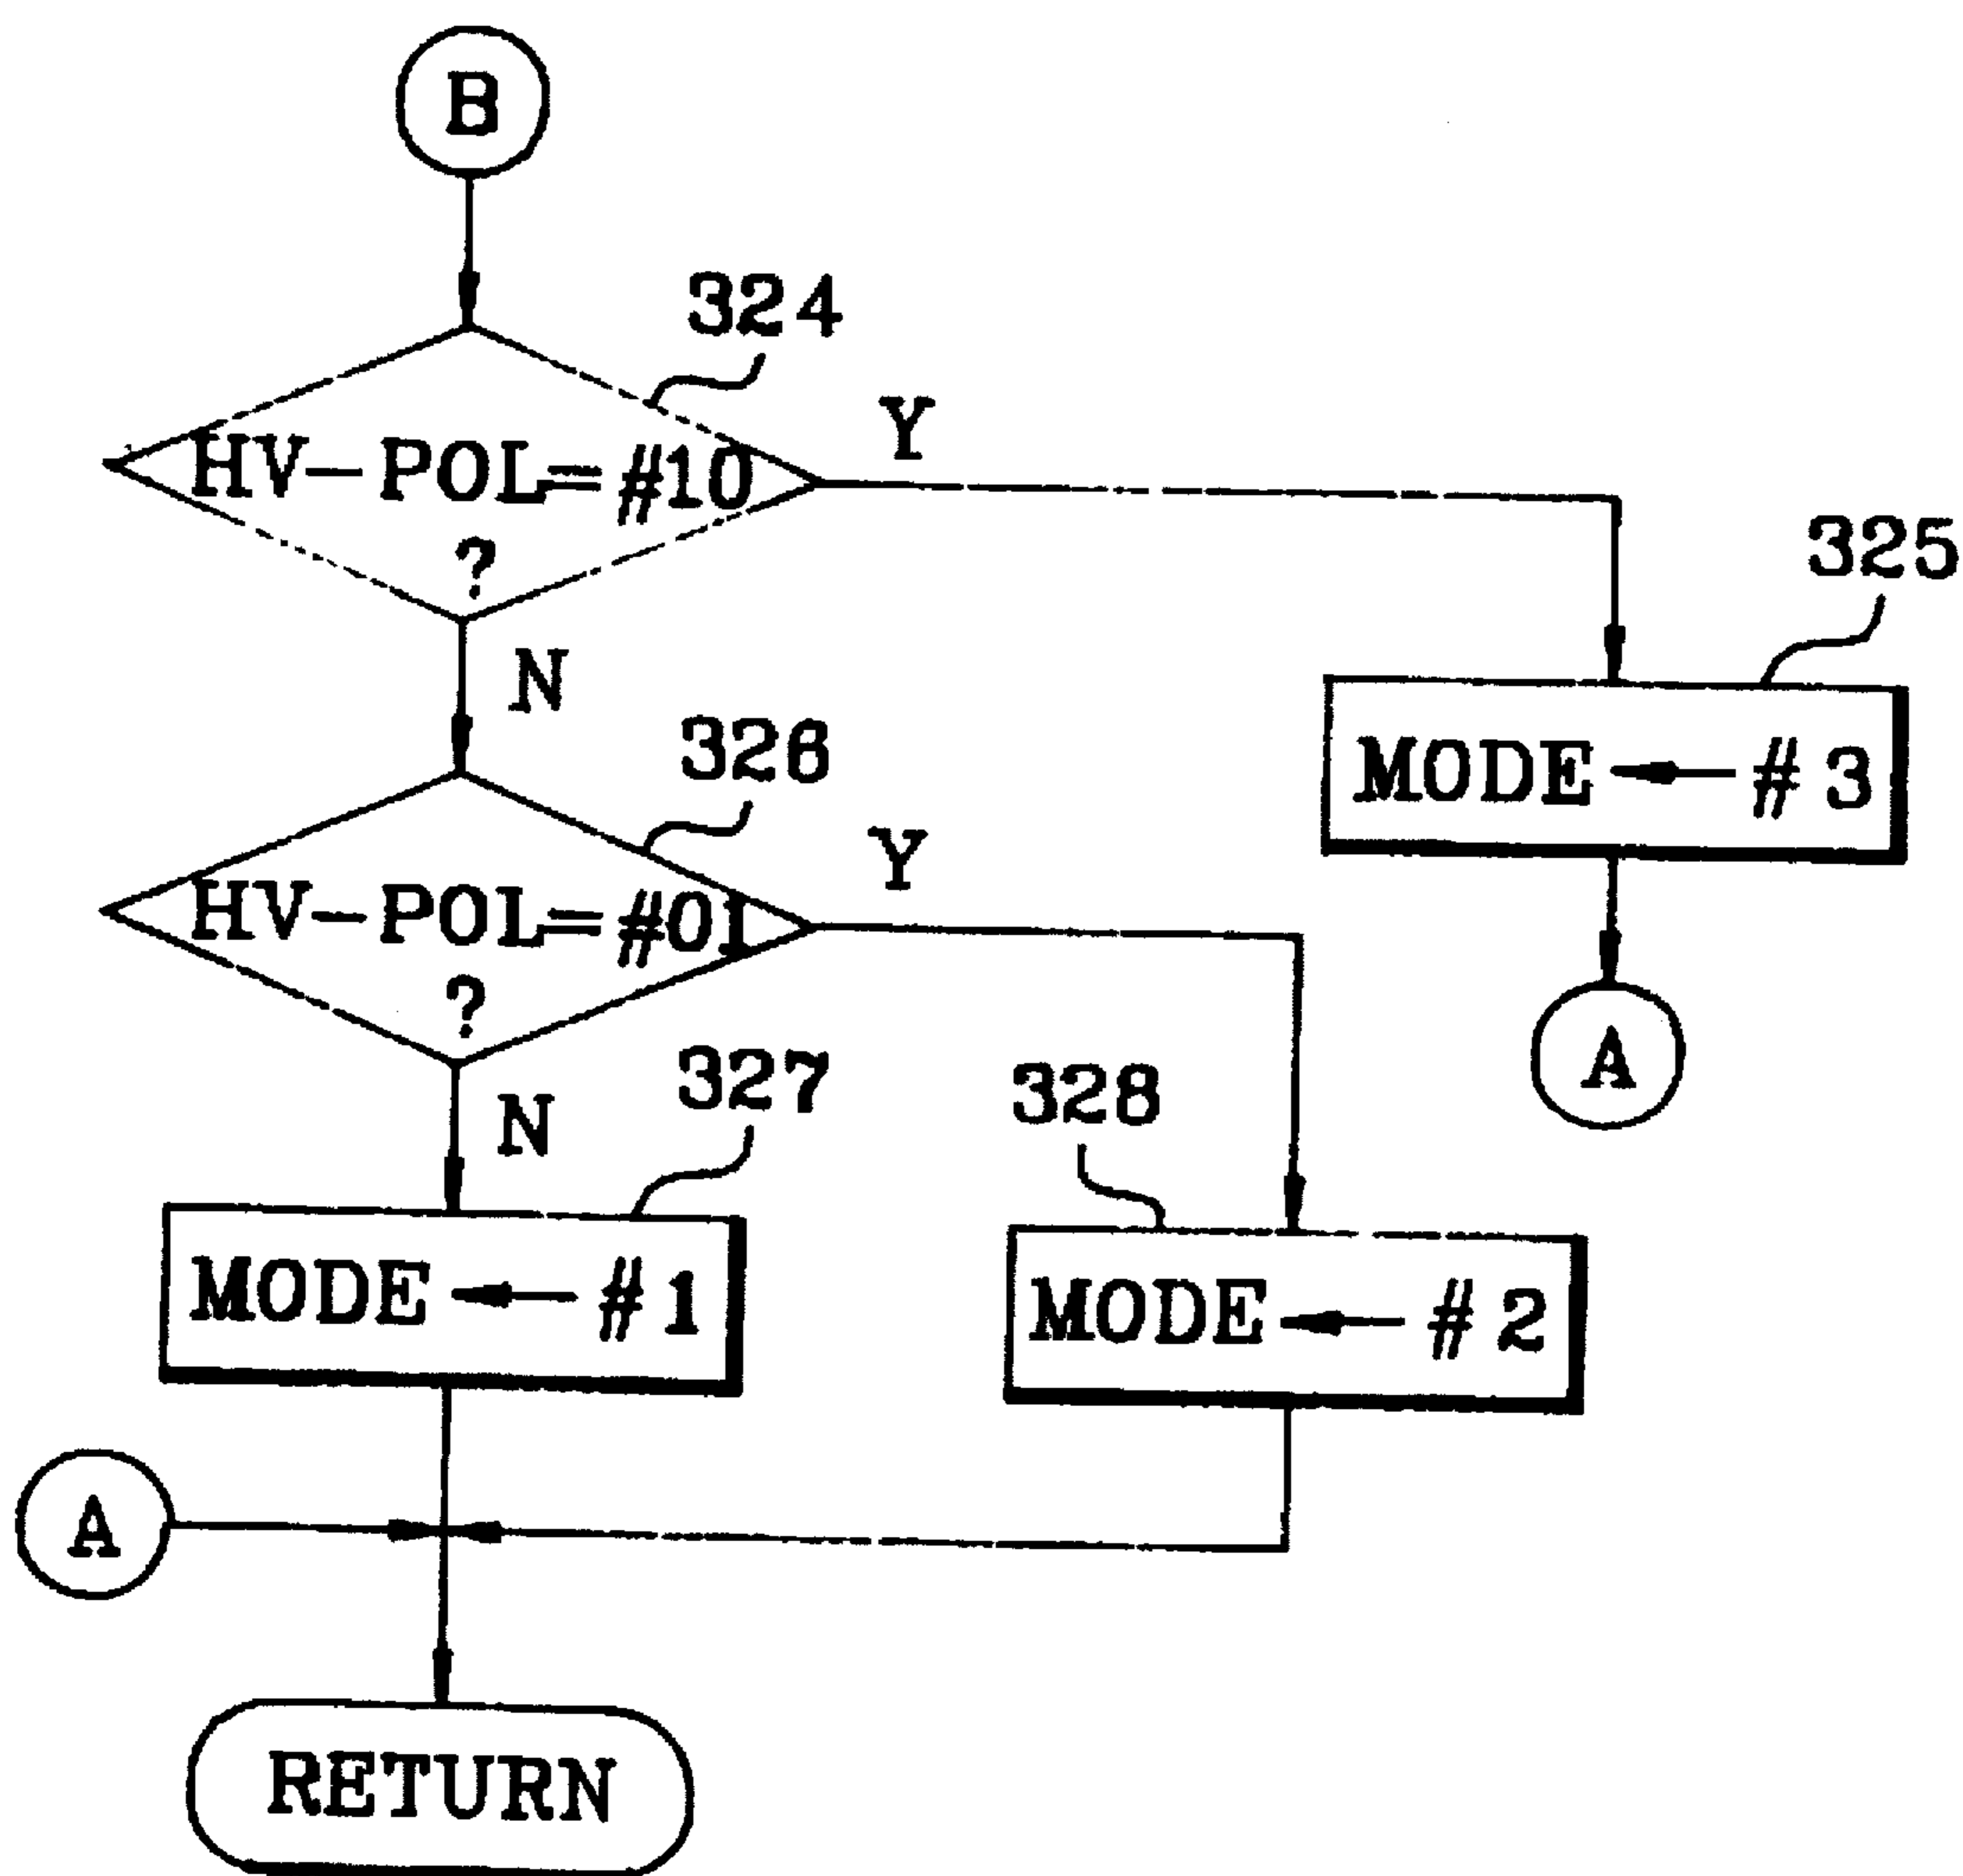 B
324
HV-POL=#10
?
Y
325
N
MODE ← #3
326
HV-POL=#01
?
Y
A
N
327
328
MODE ← #1
MODE ← #2
A
RETURN